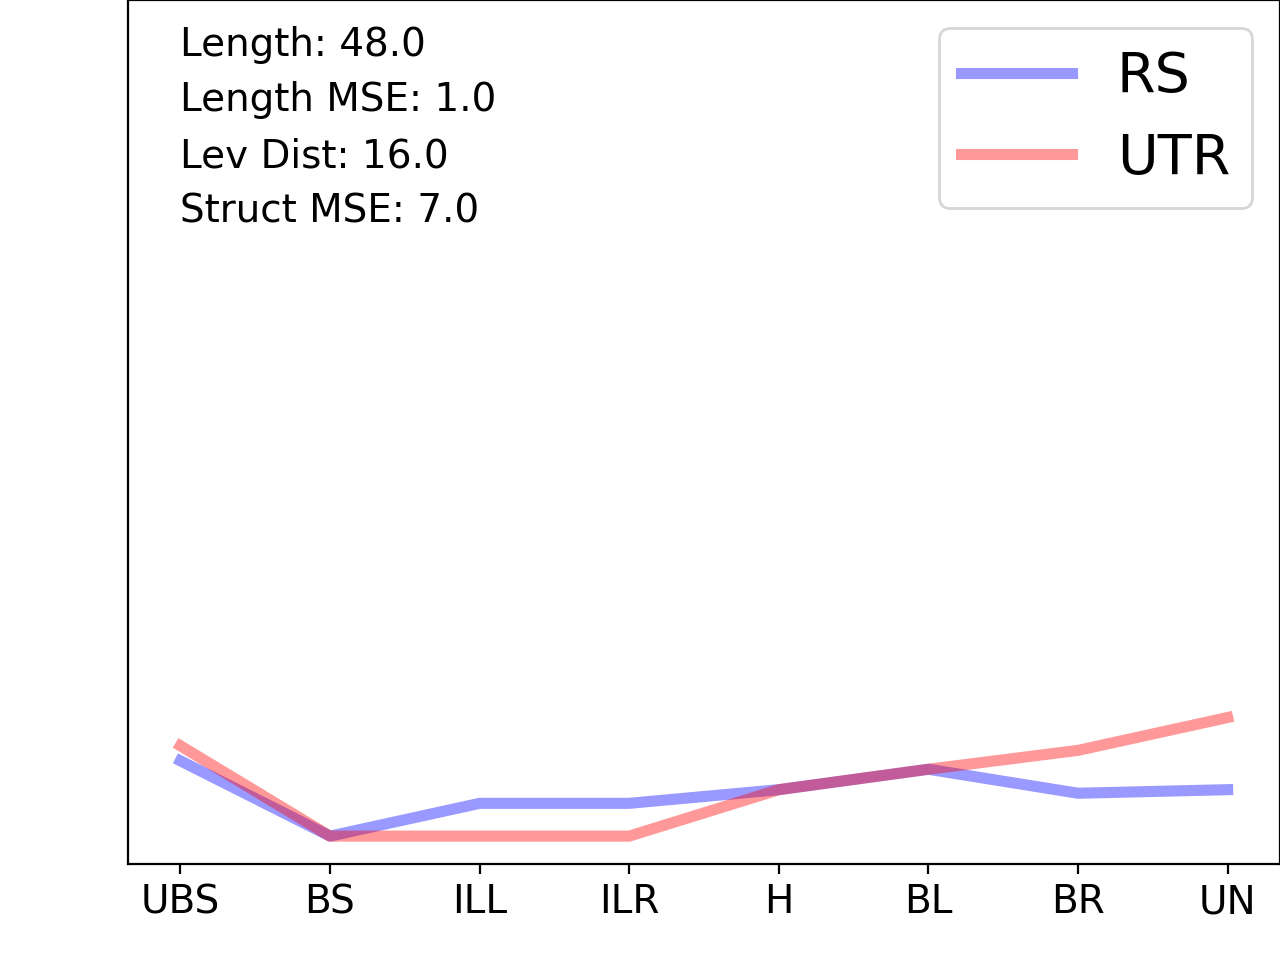 Length: 48.0
Length MSE: 1.0
Lev Dist: 16.0
Struct MSE: 7.0
RS
UTR
UBS BS ILL ILR H BL BR UN